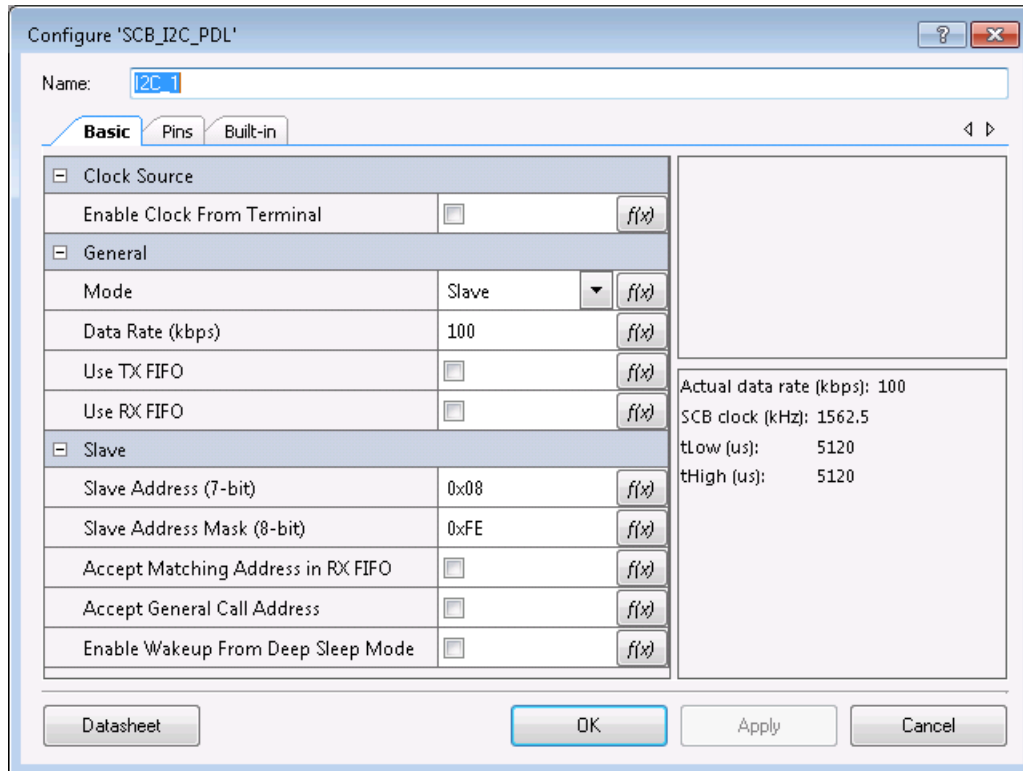 Configure 'SCB_I2C_PDL'
Name: I2C_1
Basic Pins Built-in
Clock Source
Enable Clock From Terminal f(x)
General
Mode Slave f(x)
Data Rate (kbps) 100 f(x)
Use TX FIFO f(x)
Use RX FIFO f(x)
Slave
Slave Address (7-bit) 0x08 f(x)
Slave Address Mask (8-bit) 0xFE f(x)
Accept Matching Address in RX FIFO f(x)
Accept General Call Address f(x)
Enable Wakeup From Deep Sleep Mode f(x)
Actual data rate (kbps): 100
SCB clock (kHz): 1562.5
tLow (us): 5120
tHigh (us): 5120
Datasheet OK Apply Cancel